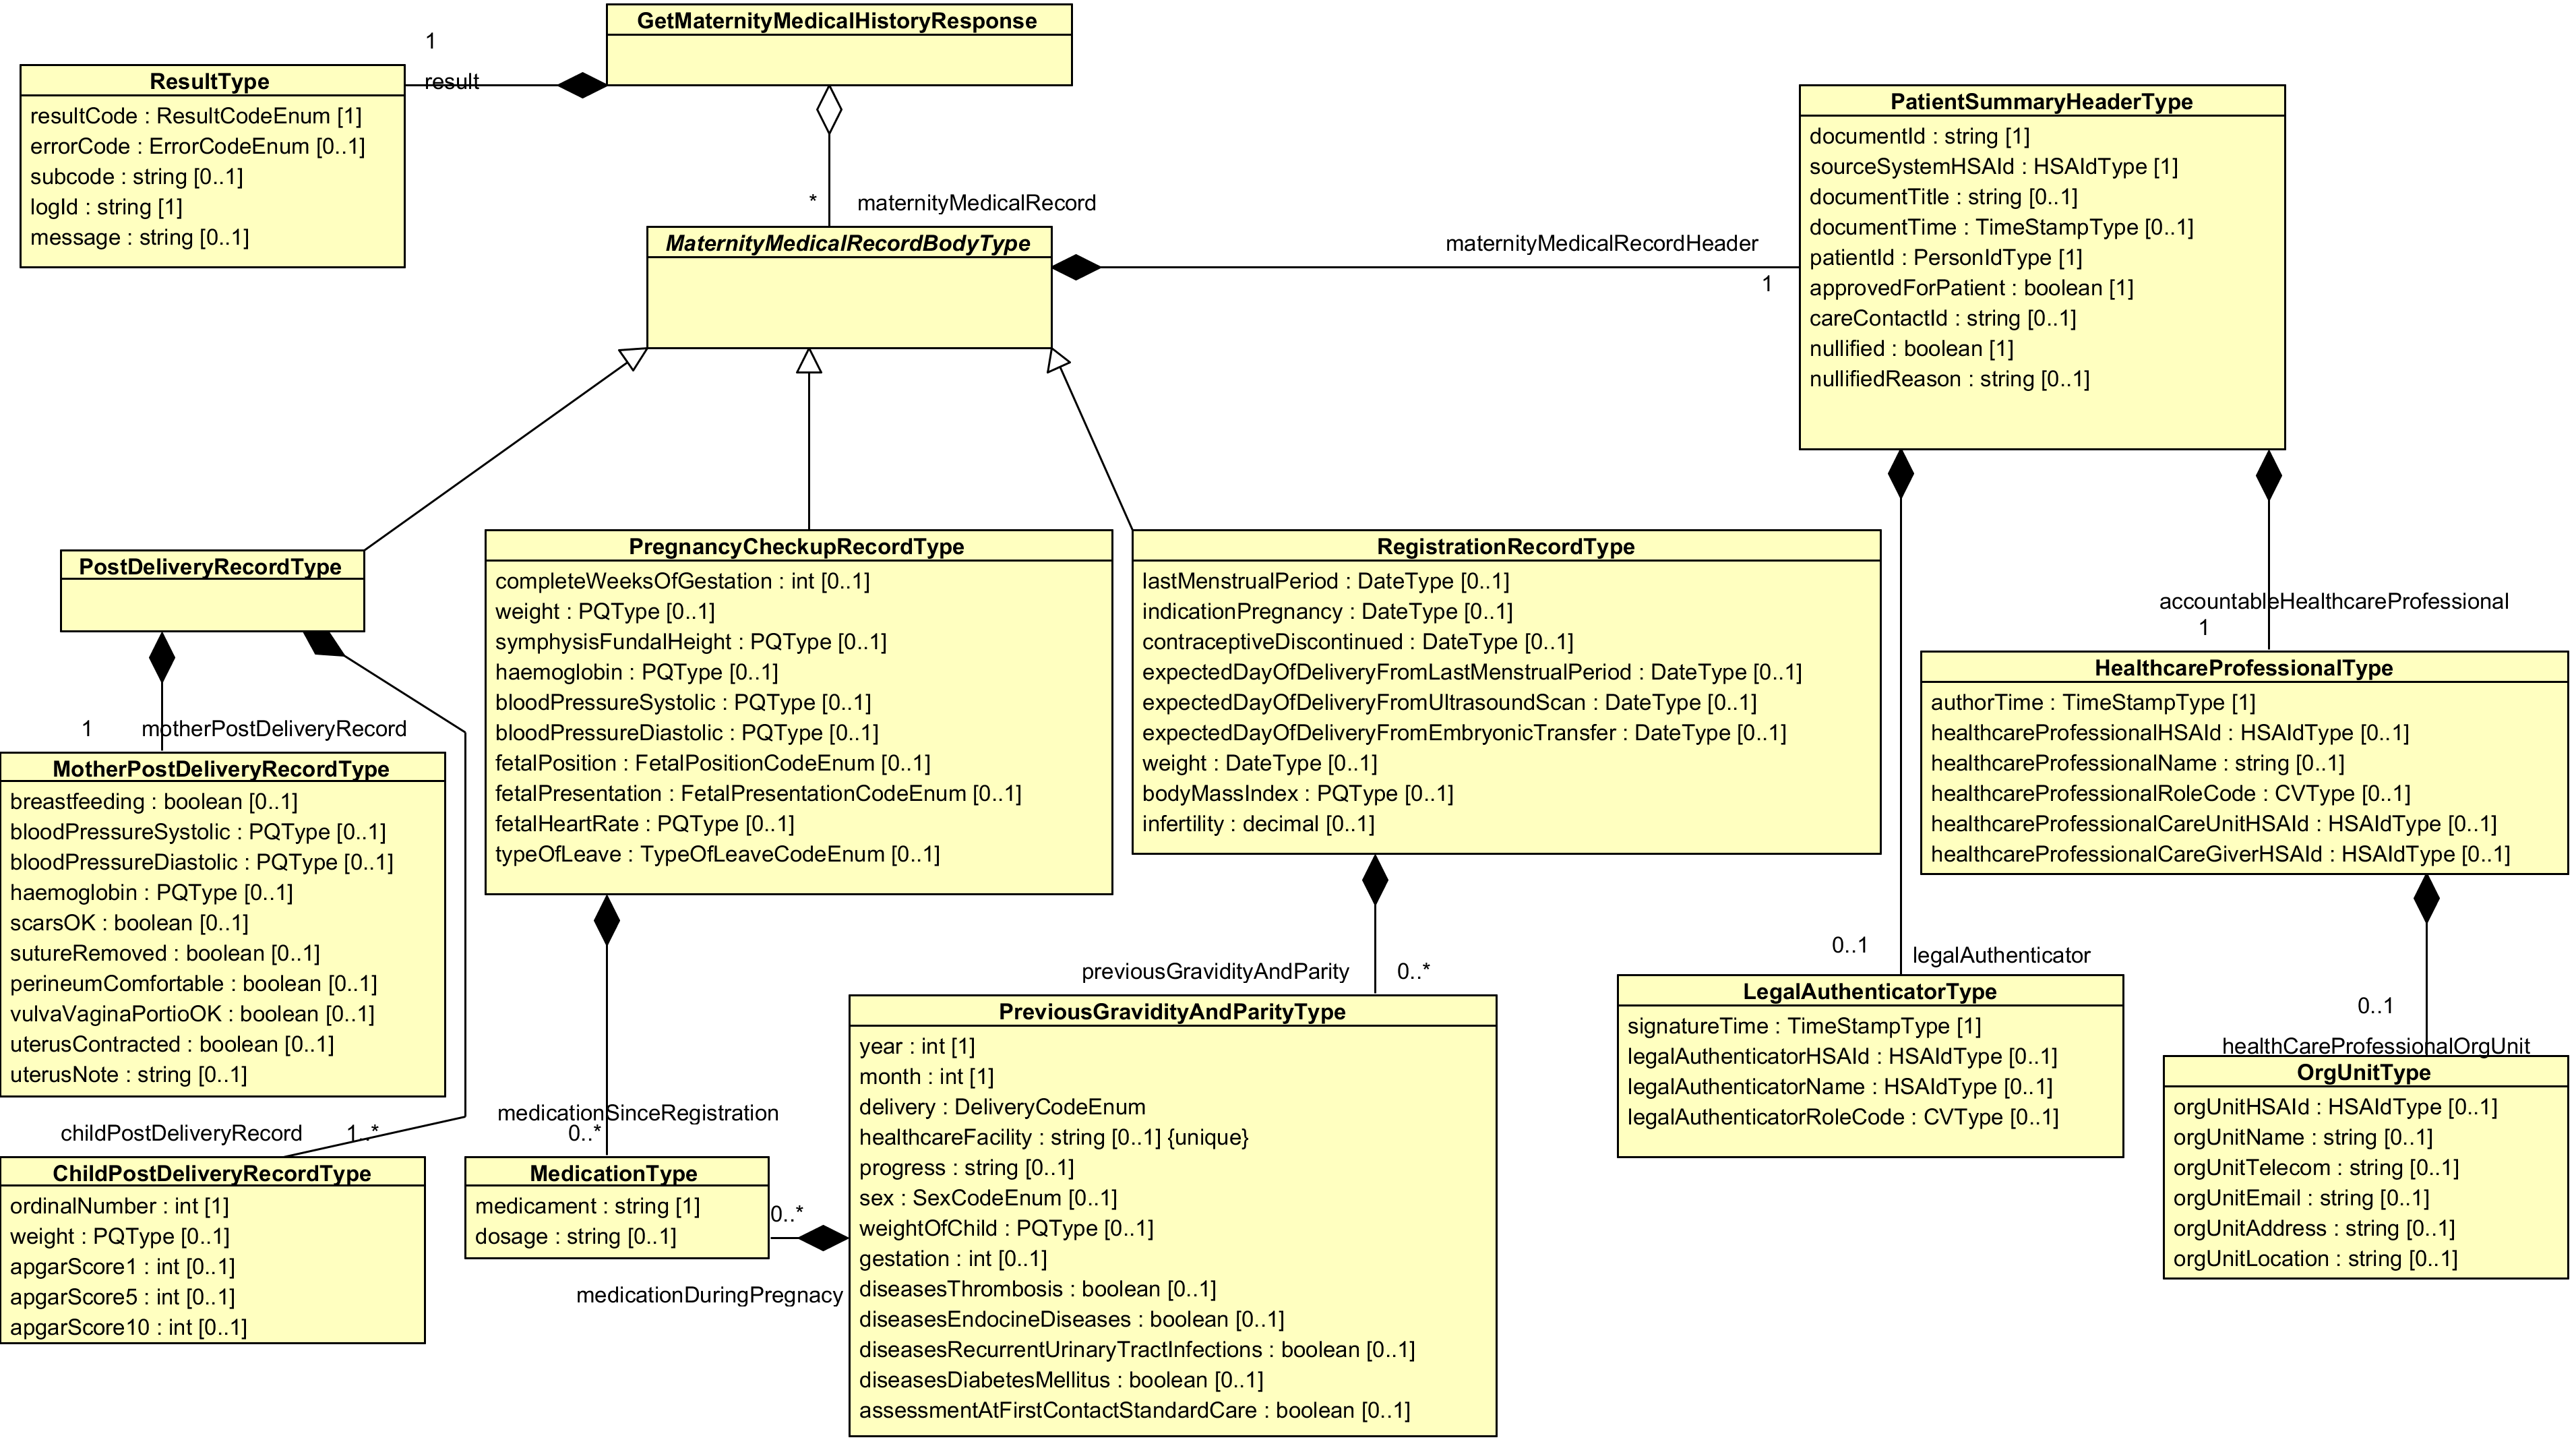 GetMaternityMedicalHistoryResponse
1
result
ResultType
resultCode : ResultCodeEnum [1]
errorCode : ErrorCodeEnum [0..1]
subcode : string [0..1]
logId : string [1]
message : string [0..1]
* maternityMedicalRecord
MaternityMedicalRecordBodyType
maternityMedicalRecordHeader
1
PatientSummaryHeaderType
documentId : string [1]
sourceSystemHSAId : HSAIdType [1]
documentTitle : string [0..1]
documentTime : TimeStampType [0..1]
patientId : PersonIdType [1]
approvedForPatient : boolean [1]
careContactId : string [0..1]
nullified : boolean [1]
nullifiedReason : string [0..1]
PostDeliveryRecordType
1 motherPostDeliveryRecord
MotherPostDeliveryRecordType
breastfeeding : boolean [0..1]
bloodPressureSystolic : PQType [0..1]
bloodPressureDiastolic : PQType [0..1]
haemoglobin : PQType [0..1]
scarsOK : boolean [0..1]
sutureRemoved : boolean [0..1]
perineumComfortable : boolean [0..1]
vulvaVaginaPortioOK : boolean [0..1]
uterusContracted : boolean [0..1]
uterusNote : string [0..1]
childPostDeliveryRecord 1..*
ChildPostDeliveryRecordType
ordinalNumber : int [1]
weight : PQType [0..1]
apgarScore1 : int [0..1]
apgarScore5 : int [0..1]
apgarScore10 : int [0..1]
PregnancyCheckupRecordType
completeWeeksOfGestation : int [0..1]
weight : PQType [0..1]
symphysisFundalHeight : PQType [0..1]
haemoglobin : PQType [0..1]
bloodPressureSystolic : PQType [0..1]
bloodPressureDiastolic : PQType [0..1]
fetalPosition : FetalPositionCodeEnum [0..1]
fetalPresentation : FetalPresentationCodeEnum [0..1]
fetalHeartRate : PQType [0..1]
typeOfLeave : TypeOfLeaveCodeEnum [0..1]
medicationSinceRegistration
0..*
MedicationType
medicament : string [1]
dosage : string [0..1]
0..*
medicationDuringPregnacy
RegistrationRecordType
lastMenstrualPeriod : DateType [0..1]
indicationPregnancy : DateType [0..1]
contraceptiveDiscontinued : DateType [0..1]
expectedDayOfDeliveryFromLastMenstrualPeriod : DateType [0..1]
expectedDayOfDeliveryFromUltrasoundScan : DateType [0..1]
expectedDayOfDeliveryFromEmbryonicTransfer : DateType [0..1]
weight : DateType [0..1]
bodyMassIndex : PQType [0..1]
infertility : decimal [0..1]
previousGravidityAndParity 0..*
PreviousGravidityAndParityType
year : int [1]
month : int [1]
delivery : DeliveryCodeEnum
healthcareFacility : string [0..1] {unique}
progress : string [0..1]
sex : SexCodeEnum [0..1]
weightOfChild : PQType [0..1]
gestation : int [0..1]
diseasesThrombosis : boolean [0..1]
diseasesEndocineDiseases : boolean [0..1]
diseasesRecurrentUrinaryTractInfections : boolean [0..1]
diseasesDiabetesMellitus : boolean [0..1]
assessmentAtFirstContactStandardCare : boolean [0..1]
0..1 legalAuthenticator
LegalAuthenticatorType
signatureTime : TimeStampType [1]
legalAuthenticatorHSAId : HSAIdType [0..1]
legalAuthenticatorName : HSAIdType [0..1]
legalAuthenticatorRoleCode : CVType [0..1]
accountableHealthcareProfessional
1
HealthcareProfessionalType
authorTime : TimeStampType [1]
healthcareProfessionalHSAId : HSAIdType [0..1]
healthcareProfessionalName : string [0..1]
healthcareProfessionalRoleCode : CVType [0..1]
healthcareProfessionalCareUnitHSAId : HSAIdType [0..1]
healthcareProfessionalCareGiverHSAId : HSAIdType [0..1]
0..1
healthCareProfessionalOrgUnit
OrgUnitType
orgUnitHSAId : HSAIdType [0..1]
orgUnitName : string [0..1]
orgUnitTelecom : string [0..1]
orgUnitEmail : string [0..1]
orgUnitAddress : string [0..1]
orgUnitLocation : string [0..1]